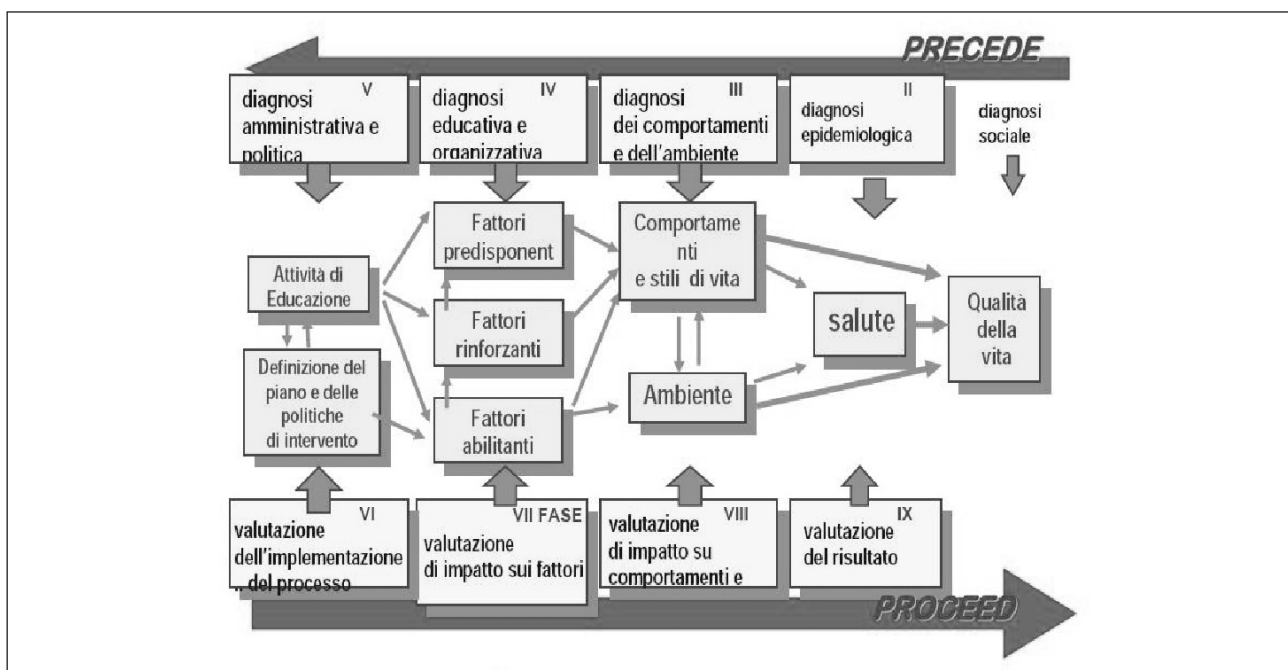 PRECEDE
V
diagnosi
amministrativa e
politica
IV
diagnosi
educativa e
organizzativa
III
diagnosi
dei comportamenti
e dell'ambiente
II
diagnosi
epidemiologica
diagnosi
sociale
Attività di
Educazione
Definizione del
piano e delle
politiche
di intervento
Fattori
predisponent
Fattori
rinforzanti
Fattori
abilitanti
Comportame
nti
e stili di vita
Ambiente
salute
Qualità
della
vita
VI
valutazione
dell'implementazione
.. del processo
VII FASE
valutazione
di impatto sui fattori
VIII
valutazione
di impatto su
comportamenti e
IX
valutazione
del risultato
PROCEED